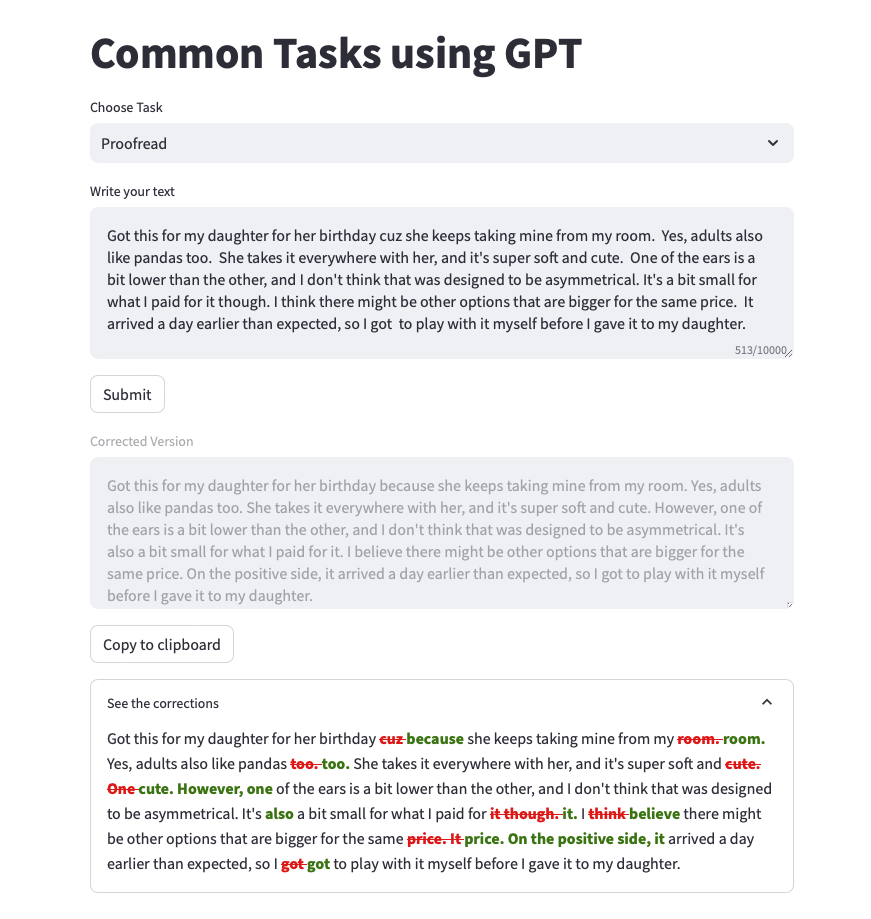 Common Tasks using GPT
Choose Task
Proofread
Write your text
Got this for my daughter for her birthday cuz she keeps taking mine from my room.  Yes, adults also
like pandas too.  She takes it everywhere with her, and it's super soft and cute.  One of the ears is a
bit lower than the other, and I don't think that was designed to be asymmetrical. It's a bit small for
what I paid for it though. I think there might be other options that are bigger for the same price.  It
arrived a day earlier than expected, so I got  to play with it myself before I gave it to my daughter.
513/10000
Submit
Corrected Version
Got this for my daughter for her birthday because she keeps taking mine from my room. Yes, adults
also like pandas too. She takes it everywhere with her, and it's super soft and cute. However, one of
the ears is a bit lower than the other, and I don't think that was designed to be asymmetrical. It's
also a bit small for what I paid for it. I believe there might be other options that are bigger for the
same price. On the positive side, it arrived a day earlier than expected, so I got to play with it myself
before I gave it to my daughter.
Copy to clipboard
See the corrections
Got this for my daughter for her birthday cuz because she keeps taking mine from my room. room.
Yes, adults also like pandas too. too. She takes it everywhere with her, and it's super soft and cute.
One cute. However, one of the ears is a bit lower than the other, and I don't think that was designed
to be asymmetrical. It's also a bit small for what I paid for it though. it. I think believe there might
be other options that are bigger for the same price. It price. On the positive side, it arrived a day
earlier than expected, so I got got to play with it myself before I gave it to my daughter.